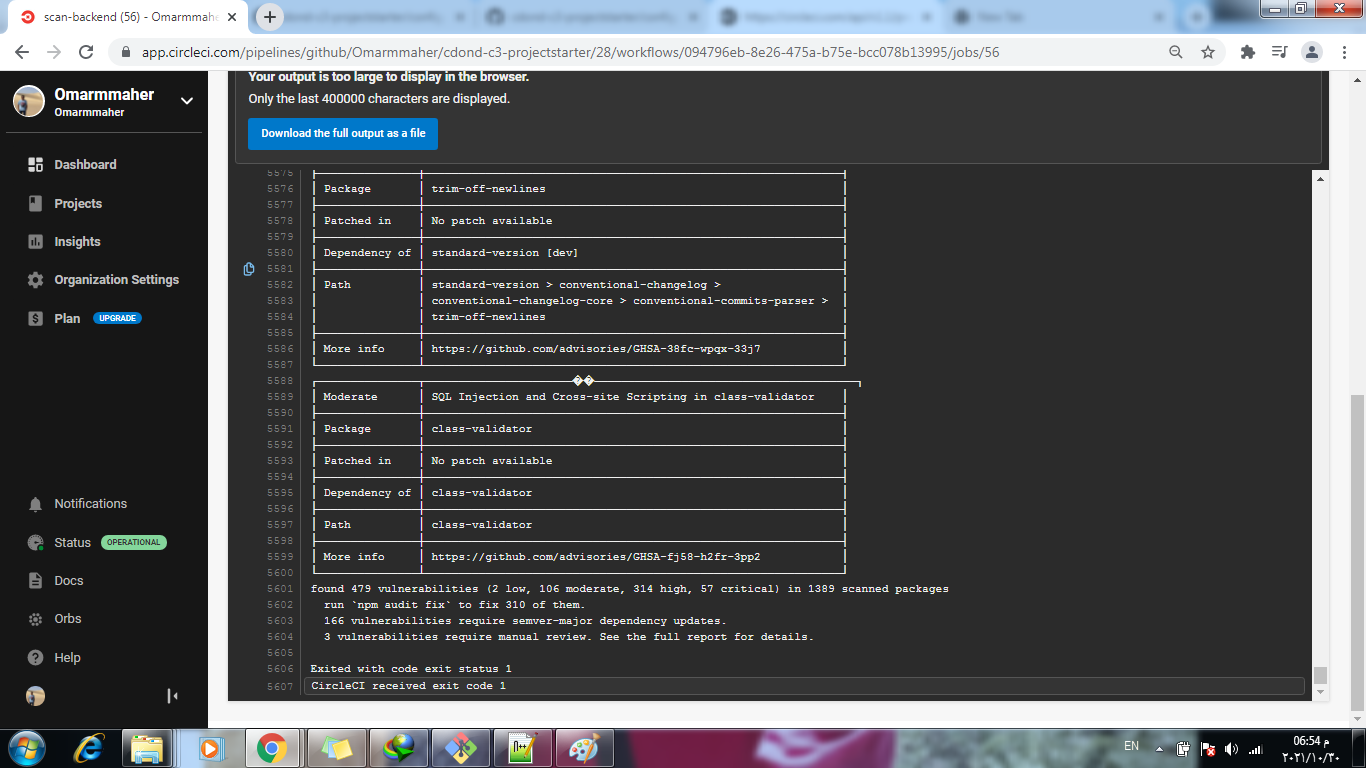 scan-backend (56) - Omarmmaher
New Tab
app.circleci.com/pipelines/github/Omarmmaher/cdond-c3-projectstarter/28/workflows/094796eb-8e26-475a-b75e-bcc078b13995/jobs/56
Omarmmaher
Omarmmaher
Dashboard
Projects
Insights
Organization Settings
Plan UPGRADE
Notifications
Status OPERATIONAL
Docs
Orbs
Help
Your output is too large to display in the browser.
Only the last 400000 characters are displayed.
Download the full output as a file
5575
5576 Package trim-off-newlines
5577
5578 Patched in No patch available
5579
5580 Dependency of standard-version [dev]
5581
5582 Path standard-version > conventional-changelog >
5583 conventional-changelog-core > conventional-commits-parser >
5584 trim-off-newlines
5585
5586 More info https://github.com/advisories/GHSA-38fc-wpqx-33j7
5587
5588 ��
5589 Moderate SQL Injection and Cross-site Scripting in class-validator
5590
5591 Package class-validator
5592
5593 Patched in No patch available
5594
5595 Dependency of class-validator
5596
5597 Path class-validator
5598
5599 More info https://github.com/advisories/GHSA-fj58-h2fr-3pp2
5600
5601 found 479 vulnerabilities (2 low, 106 moderate, 314 high, 57 critical) in 1389 scanned packages
5602 run `npm audit fix` to fix 310 of them.
5603 166 vulnerabilities require semver-major dependency updates.
5604 3 vulnerabilities require manual review. See the full report for details.
5605
5606 Exited with code exit status 1
5607 CircleCI received exit code 1
EN
06:54 م
٢٠٢١/١٠/٣٠